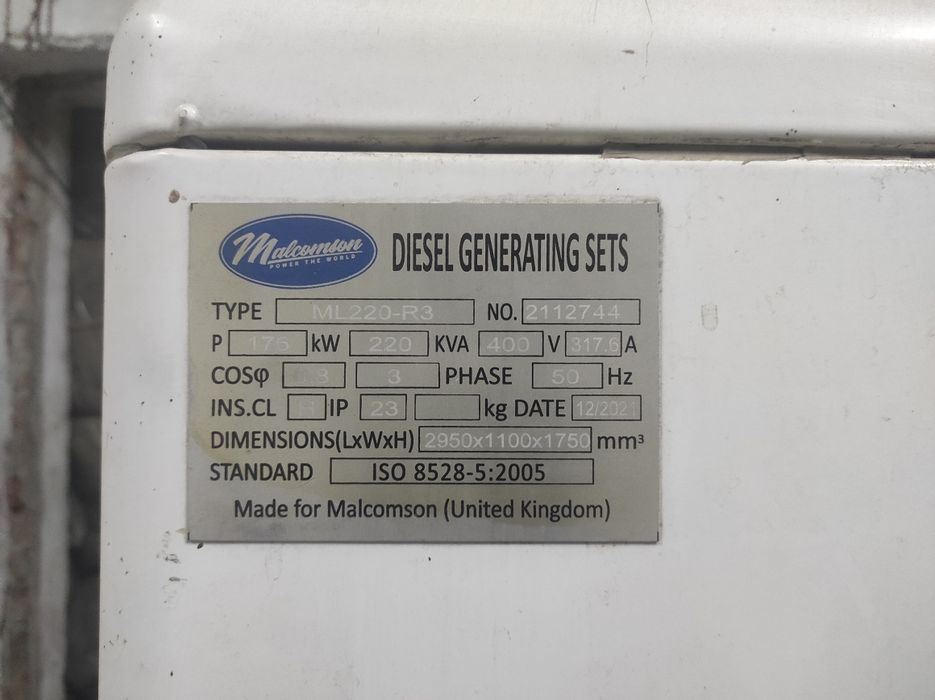 Malcomson
POWER THE WORLD
DIESEL GENERATING SETS
TYPE ML220-R3 NO. 2112744
P 176 kW 220 KVA 400 V 317.6 A
COSφ 0.8 3 PHASE 50 Hz
INS.CL H IP 23 kg DATE 12/2021
DIMENSIONS(LxWxH) 2950x1100x1750 mm³
STANDARD ISO 8528-5:2005
Made for Malcomson (United Kingdom)